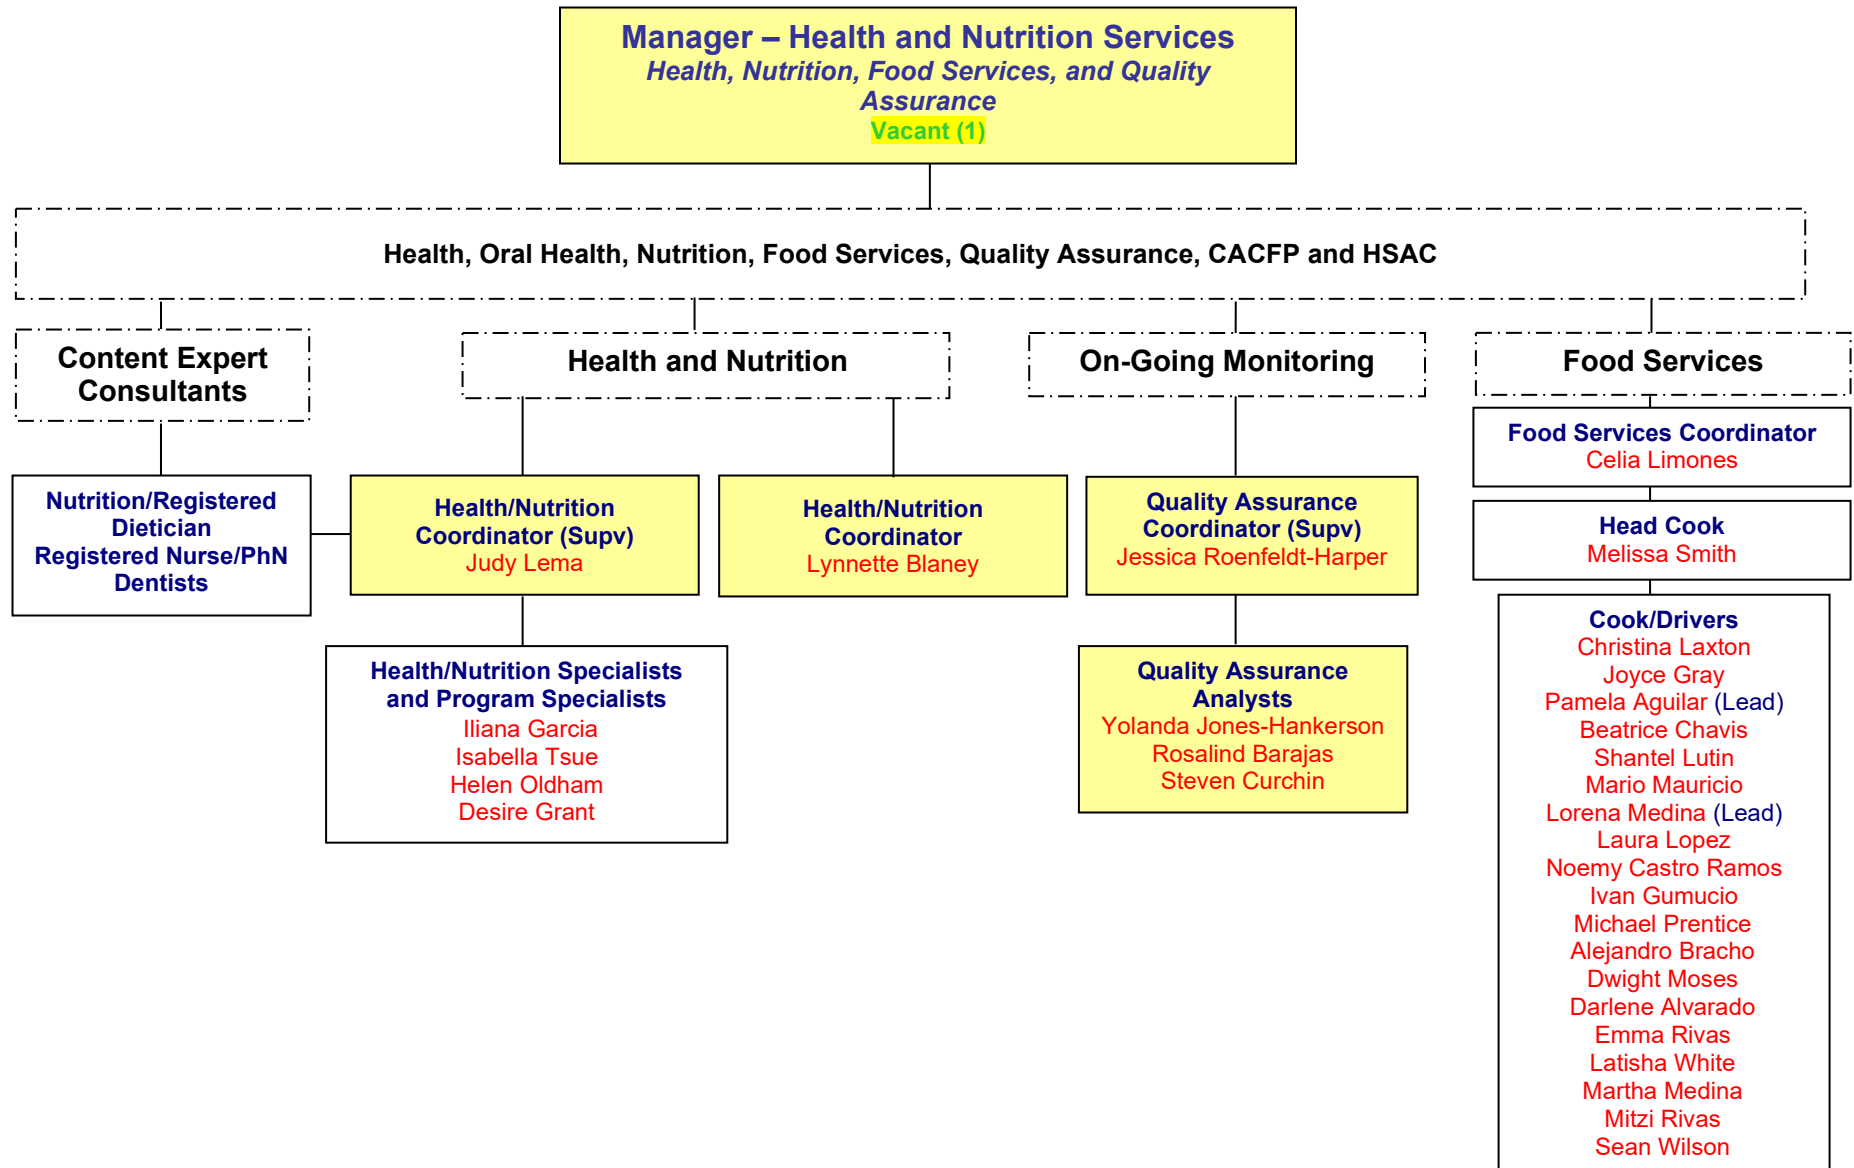 Manager – Health and Nutrition Services
Health, Nutrition, Food Services, and Quality
Assurance
Vacant (1)
Health, Oral Health, Nutrition, Food Services, Quality Assurance, CACFP and HSAC
Content Expert
Consultants
Health and Nutrition
On-Going Monitoring
Food Services
Nutrition/Registered
Dietician
Registered Nurse/PhN
Dentists
Health/Nutrition
Coordinator (Supv)
Judy Lema
Health/Nutrition
Coordinator
Lynnette Blaney
Quality Assurance
Coordinator (Supv)
Jessica Roenfeldt-Harper
Food Services Coordinator
Celia Limones
Head Cook
Melissa Smith
Health/Nutrition Specialists
and Program Specialists
Iliana Garcia
Isabella Tsue
Helen Oldham
Desire Grant
Quality Assurance
Analysts
Yolanda Jones-Hankerson
Rosalind Barajas
Steven Curchin
Cook/Drivers
Christina Laxton
Joyce Gray
Pamela Aguilar (Lead)
Beatrice Chavis
Shantel Lutin
Mario Mauricio
Lorena Medina (Lead)
Laura Lopez
Noemy Castro Ramos
Ivan Gumucio
Michael Prentice
Alejandro Bracho
Dwight Moses
Darlene Alvarado
Emma Rivas
Latisha White
Martha Medina
Mitzi Rivas
Sean Wilson